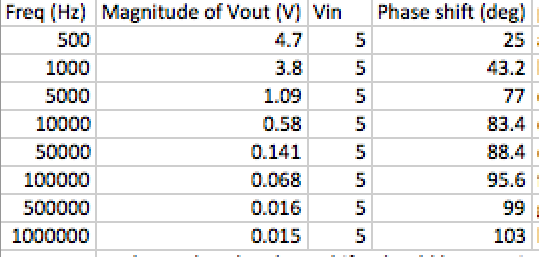 Freq (Hz) Magnitude of Vout (V) Vin Phase shift (deg)
500 4.7 5 25
1000 3.8 5 43.2
5000 1.09 5 77
10000 0.58 5 83.4
50000 0.141 5 88.4
100000 0.068 5 95.6
500000 0.016 5 99
1000000 0.015 5 103